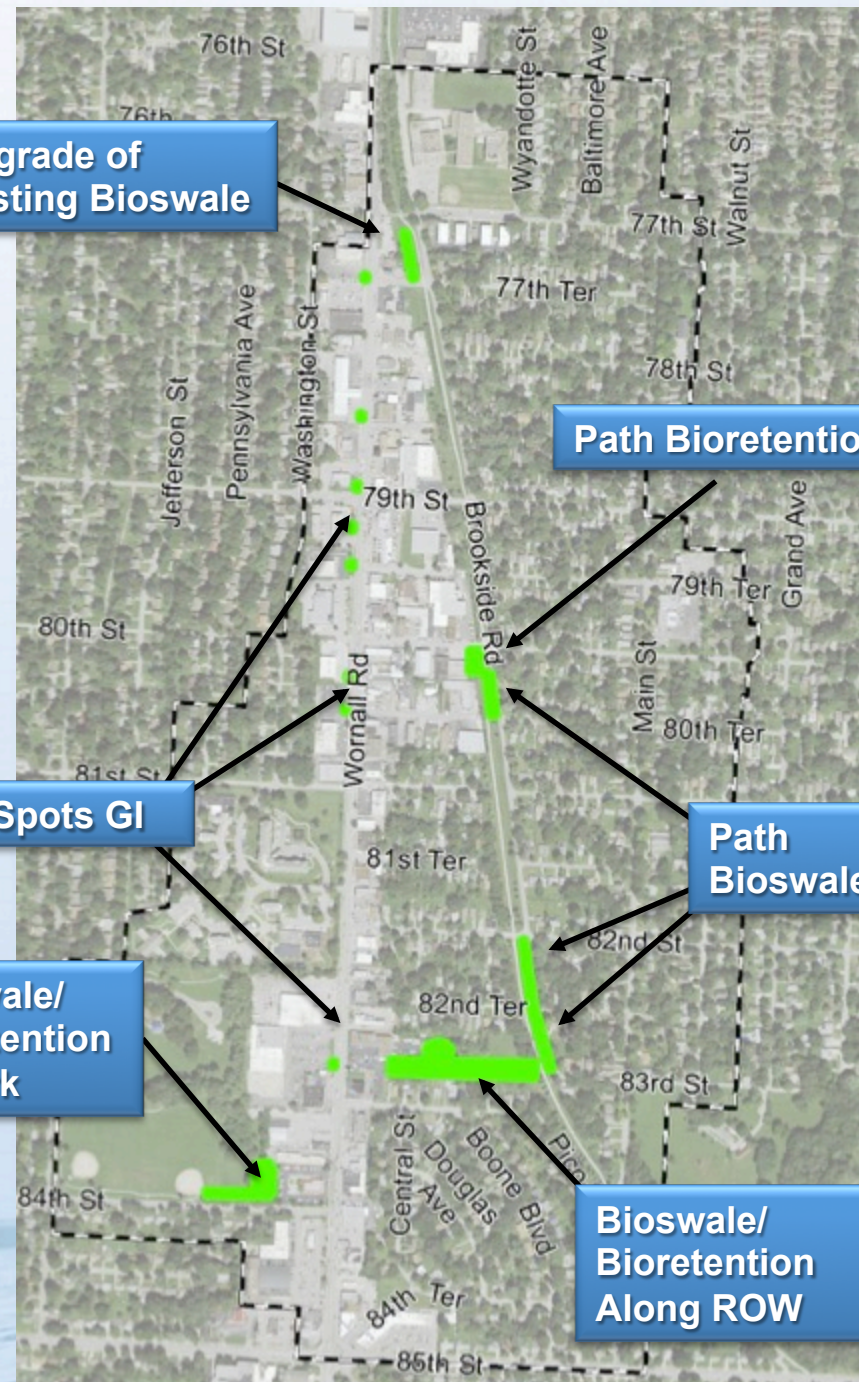 76th St
Wyandotte St
Baltimore Ave
76th
Walnut St
grade of
sting Bioswale
77th St
77th Ter
Pennsylvania Ave
Washington St
78th St
Jefferson St
Path Bioretentio
79th St
Brookside Rd
Grand Ave
79th Ter
80th St
Main St
Wornall Rd
80th Ter
81st St
Spots GI
81st Ter
Path
Bioswale
82nd St
82nd Ter
vale/
ention
k
83rd St
Central St
Douglas
Ave
Boone Blvd
Pice
84th St
Bioswale/
Bioretention
Along ROW
84th Ter
85th St